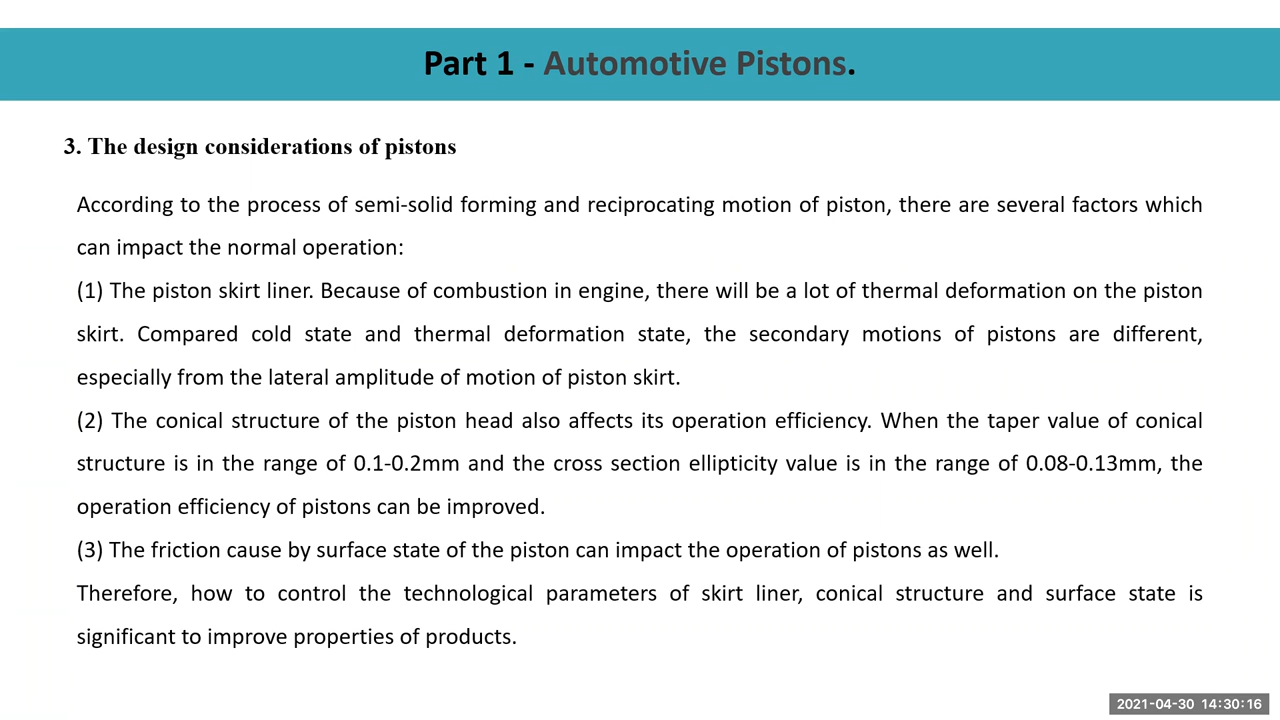 Part 1 - Automotive Pistons.
3. The design considerations of pistons
According to the process of semi-solid forming and reciprocating motion of piston, there are several factors which
can impact the normal operation:
(1) The piston skirt liner. Because of combustion in engine, there will be a lot of thermal deformation on the piston
skirt. Compared cold state and thermal deformation state, the secondary motions of pistons are different,
especially from the lateral amplitude of motion of piston skirt.
(2) The conical structure of the piston head also affects its operation efficiency. When the taper value of conical
structure is in the range of 0.1-0.2mm and the cross section ellipticity value is in the range of 0.08-0.13mm, the
operation efficiency of pistons can be improved.
(3) The friction cause by surface state of the piston can impact the operation of pistons as well.
Therefore, how to control the technological parameters of skirt liner, conical structure and surface state is
significant to improve properties of products.
2021-04-30 14:30:16